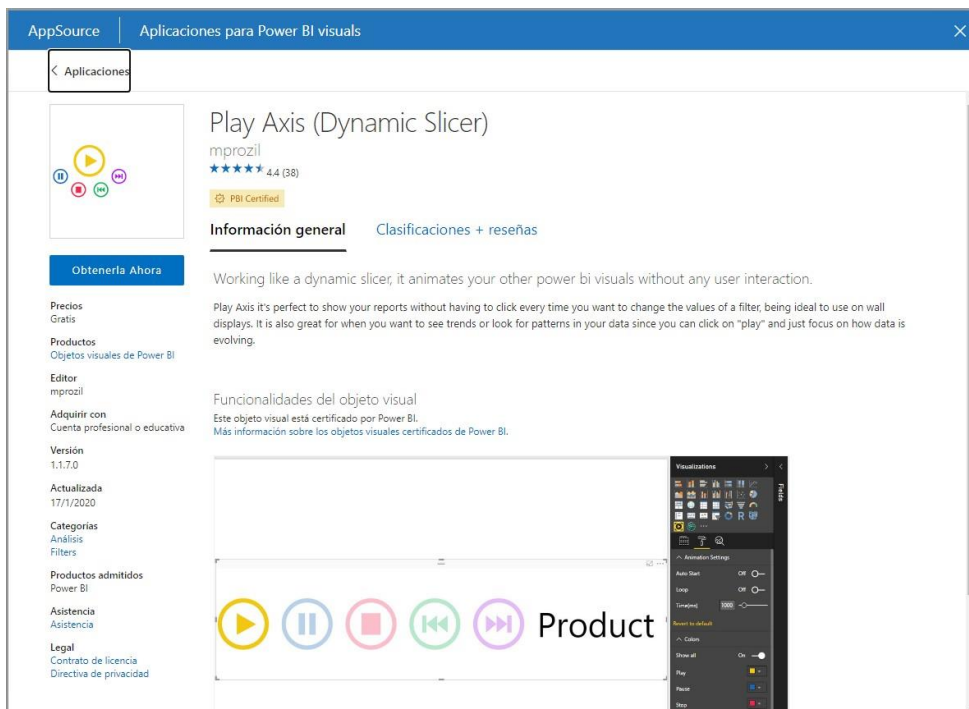 AppSource
Aplicaciones para Power BI visuals
Aplicaciones
Play Axis (Dynamic Slicer)
mprozil
4.4 (38)
PBI Certified
Información general
Clasificaciones + reseñas
Obtenerla Ahora
Working like a dynamic slicer, it animates your other power bi visuals without any user interaction.
Play Axis it's perfect to show your reports without having to click every time you want to change the values of a filter, being ideal to use on wall
displays. It is also great for when you want to see trends or look for patterns in your data since you can click on "play" and just focus on how data is
evolving.
Precios
Gratis
Productos
Objetos visuales de Power BI
Editor
mprozil
Adquirir con
Cuenta profesional o educativa
Versión
1.1.7.0
Actualizada
17/1/2020
Categorías
Análisis
Filters
Productos admitidos
Power BI
Asistencia
Asistencia
Legal
Contrato de licencia
Directiva de privacidad
Funcionalidades del objeto visual
Este objeto visual está certificado por Power BI.
Más información sobre los objetos visuales certificados de Power BI.
Product
Visualizations
Fields
R
Animation Settings
Auto Start
Off
Loop
Off
Time(ms)
1000
Revert to default
Colors
Show all
On
Play
Pause
Stop